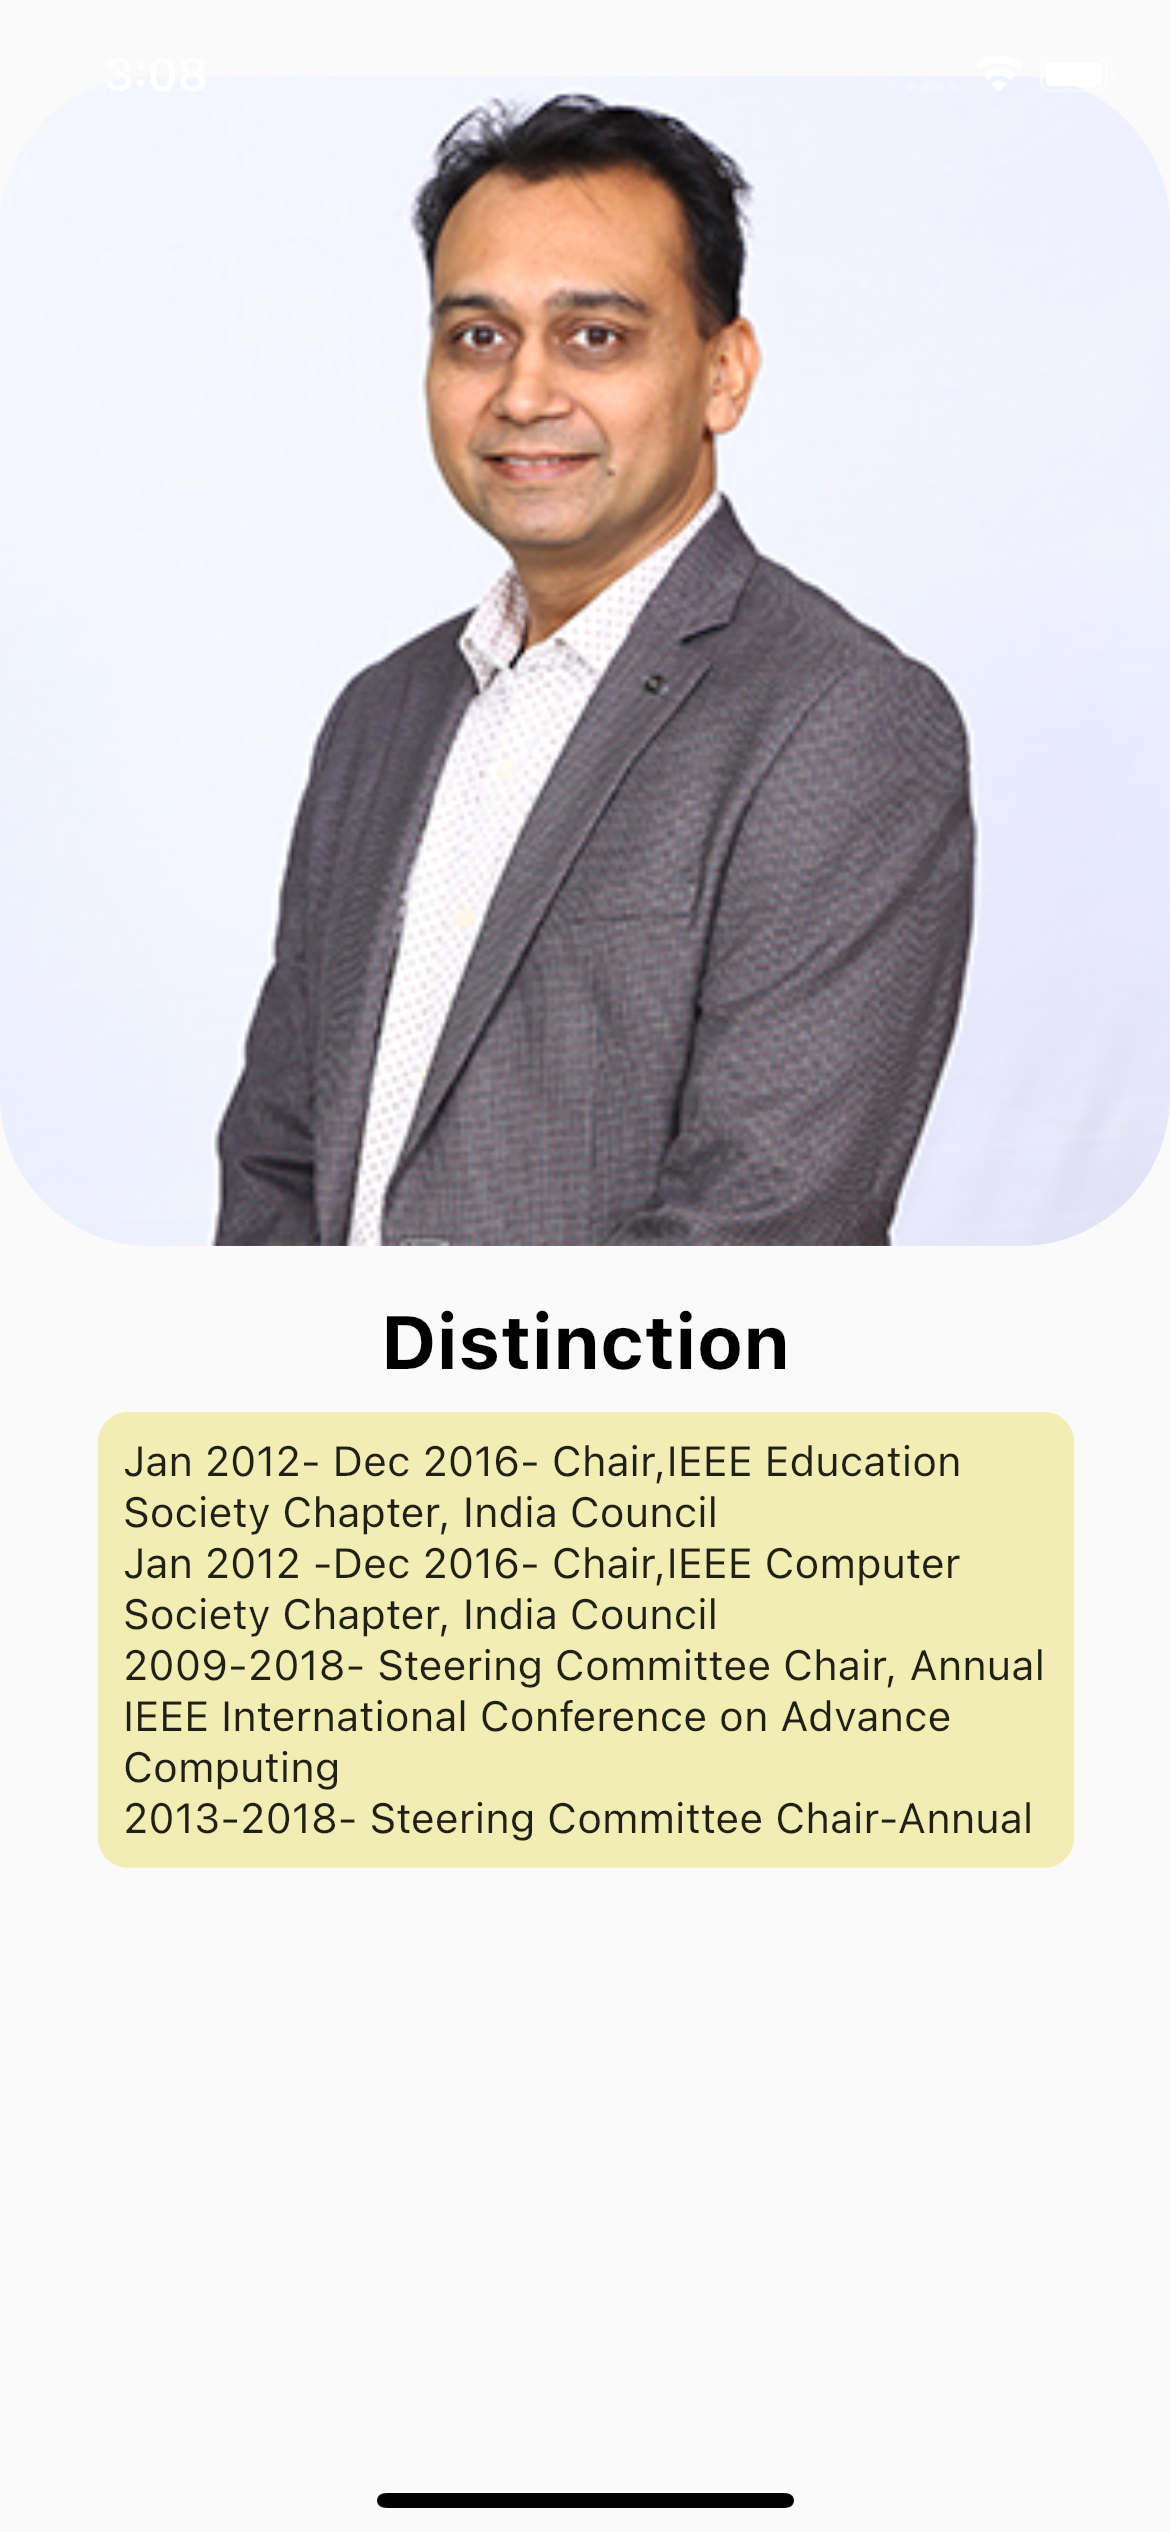 3:08
Distinction
Jan 2012- Dec 2016- Chair,IEEE Education
Society Chapter, India Council
Jan 2012 -Dec 2016- Chair,IEEE Computer
Society Chapter, India Council
2009-2018- Steering Committee Chair, Annual
IEEE International Conference on Advance
Computing
2013-2018- Steering Committee Chair-Annual